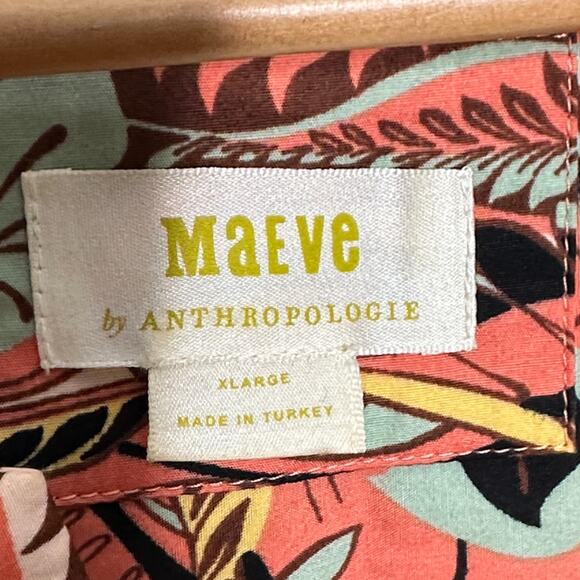 MaEVe
by ANTHROPOLOGIE
XLARGE
MADE IN TURKEY